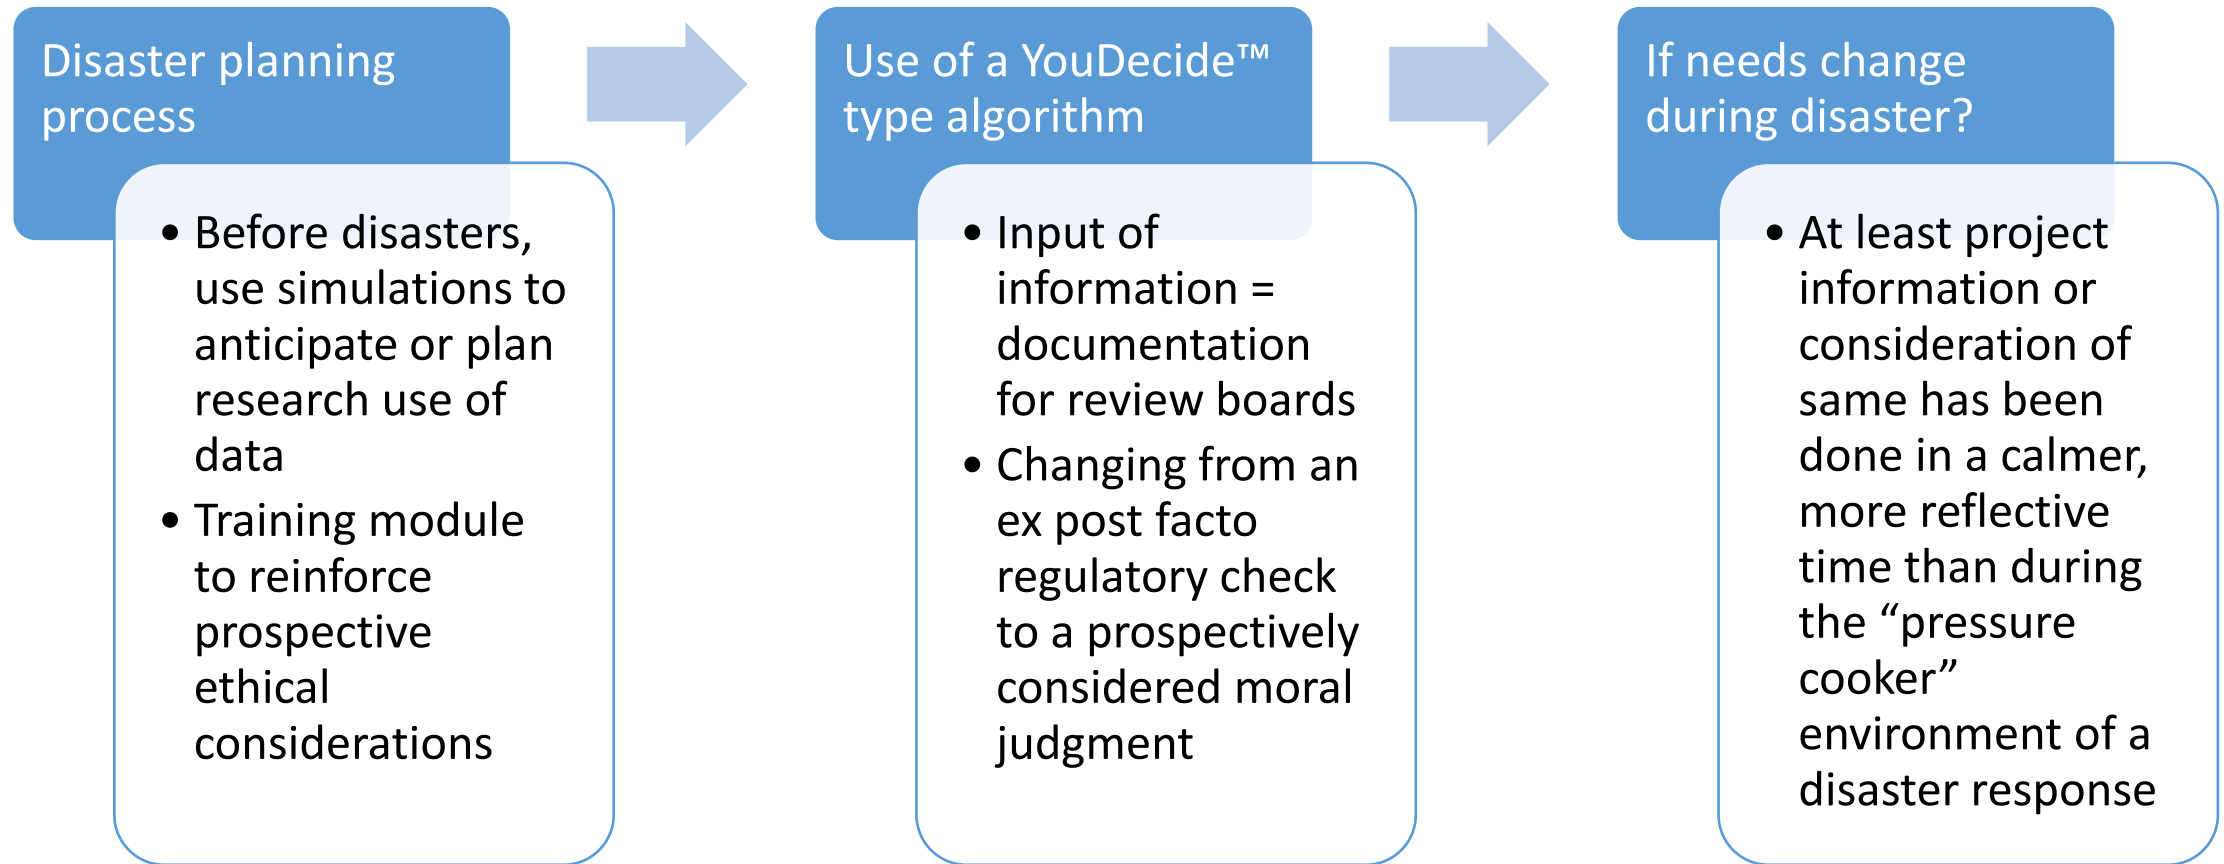 Disaster planning
process
• Before disasters,
use simulations to
anticipate or plan
research use of
data
• Training module
to reinforce
prospective
ethical
considerations
Use of a YouDecide™
type algorithm
• Input of
information =
documentation
for review boards
• Changing from an
ex post facto
regulatory check
to a prospectively
considered moral
judgment
If needs change
during disaster?
• At least project
information or
consideration of
same has been
done in a calmer,
more reflective
time than during
the “pressure
cooker”
environment of a
disaster response